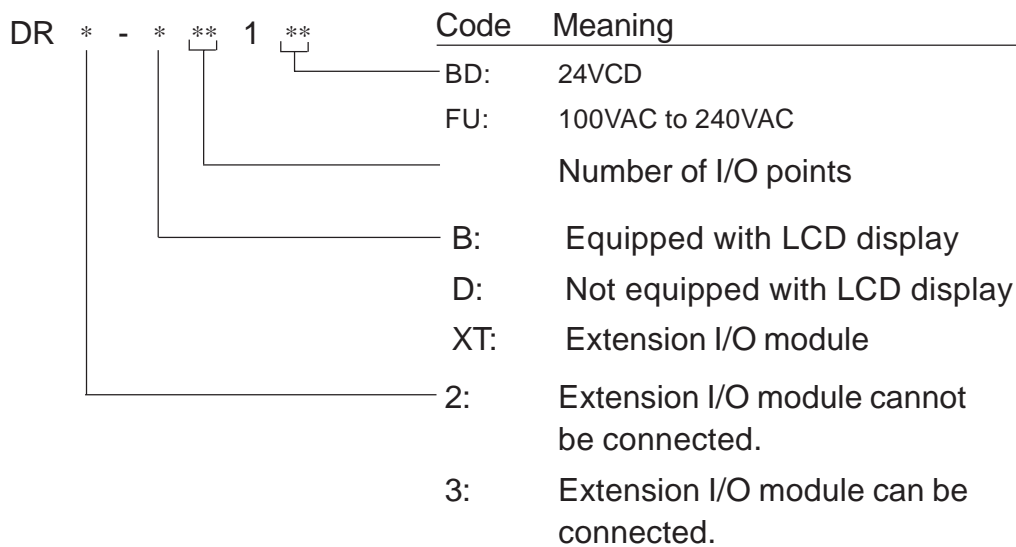 DR * - * ** 1 **
Code Meaning
BD: 24VCD
FU: 100VAC to 240VAC
Number of I/O points
B: Equipped with LCD display
D: Not equipped with LCD display
XT: Extension I/O module
2: Extension I/O module cannot
be connected.
3: Extension I/O module can be
connected.